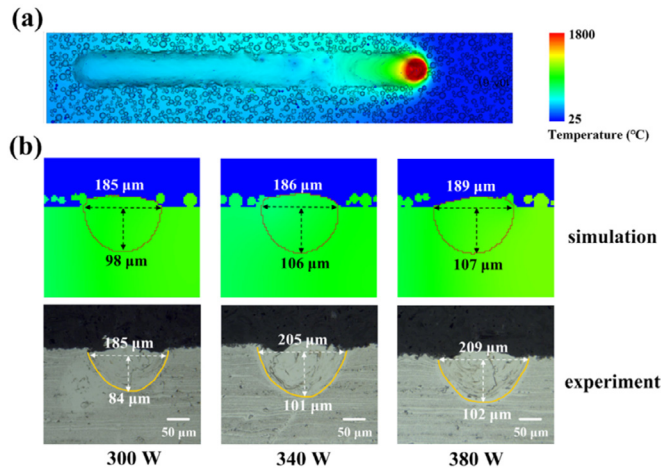 (a)
1800
25
Temperature (℃)
(b)
185 µm
186 µm
189 µm
98 µm
106 µm
107 µm
simulation
185 µm
205 µm
209 µm
84 µm
101 µm
102 µm
experiment
50 µm
50 µm
50 µm
300 W
340 W
380 W